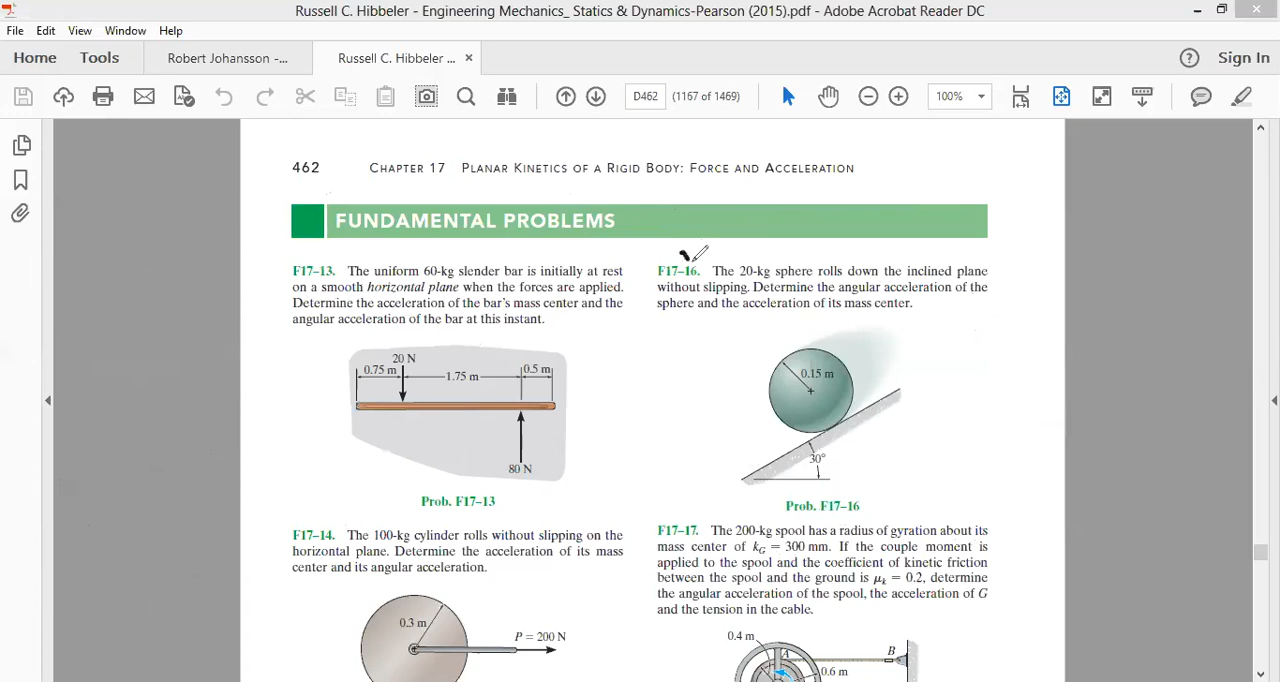 Russell C. Hibbeler - Engineering Mechanics_ Statics & Dynamics-Pearson (2015).pdf - Adobe Acrobat Reader DC
File Edit View Window Help
Home Tools Robert Johansson -... Russell C. Hibbeler ... × Sign In
D462 (1167 of 1469) 100%
462 CHAPTER 17 PLANAR KINETICS OF A RIGID BODY: FORCE AND ACCELERATION
FUNDAMENTAL PROBLEMS
F17–13. The uniform 60-kg slender bar is initially at rest
on a smooth horizontal plane when the forces are applied.
Determine the acceleration of the bar's mass center and the
angular acceleration of the bar at this instant.
20 N
0.75 m
1.75 m
0.5 m
80 N
Prob. F17–13
F17–14. The 100-kg cylinder rolls without slipping on the
horizontal plane. Determine the acceleration of its mass
center and its angular acceleration.
0.3 m
P = 200 N
F17–16. The 20-kg sphere rolls down the inclined plane
without slipping. Determine the angular acceleration of the
sphere and the acceleration of its mass center.
0.15 m
30°
Prob. F17–16
F17–17. The 200-kg spool has a radius of gyration about its
mass center of kG = 300 mm. If the couple moment is
applied to the spool and the coefficient of kinetic friction
between the spool and the ground is μk = 0.2, determine
the angular acceleration of the spool, the acceleration of G
and the tension in the cable.
0.4 m
A
B
0.6 m